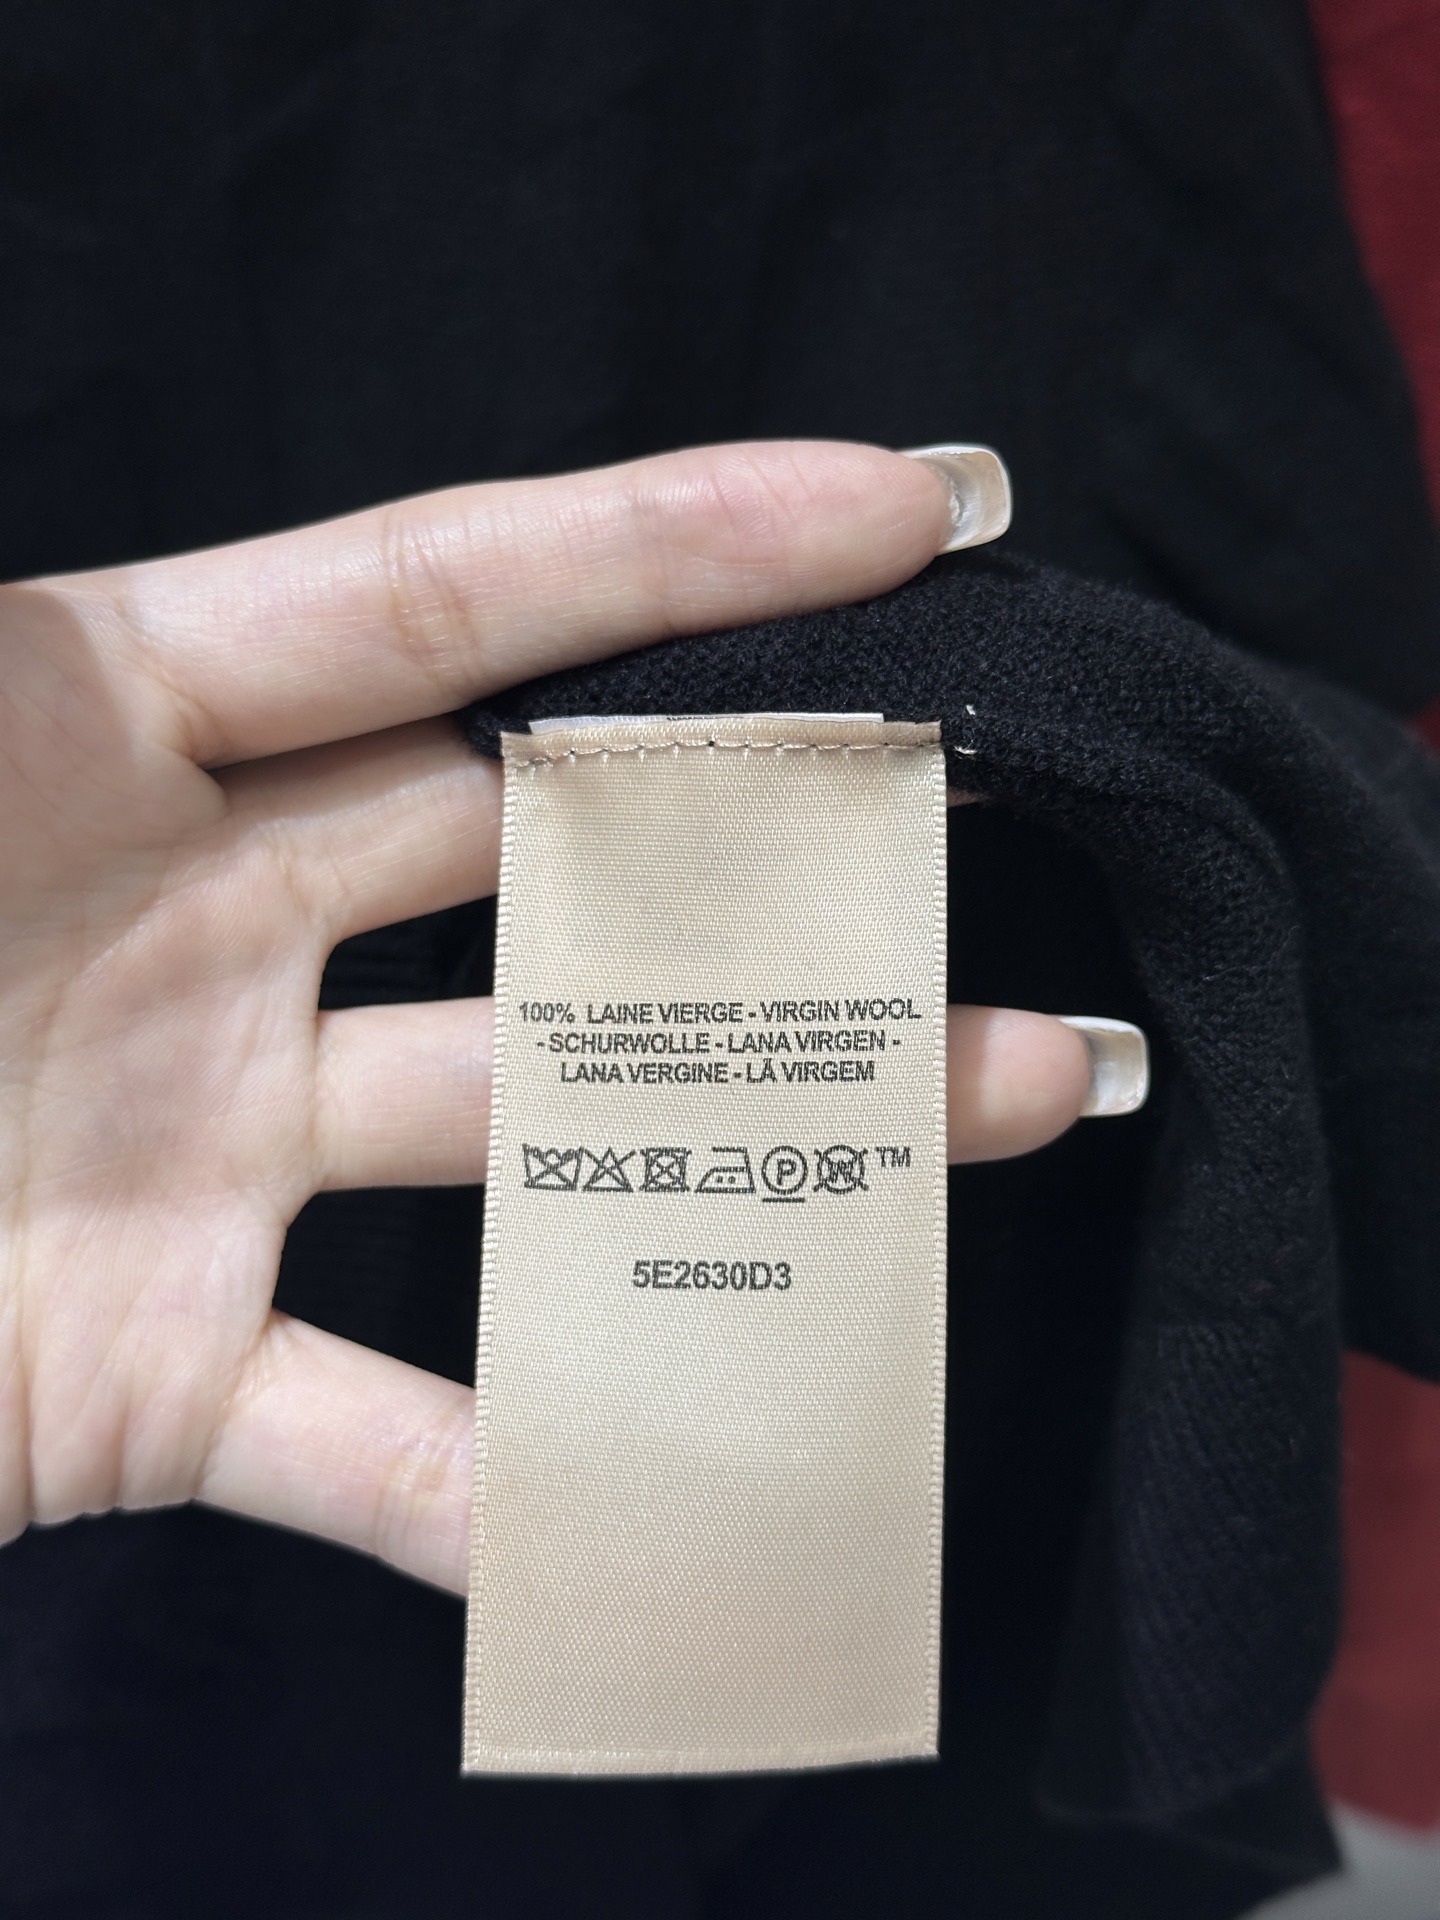 100% LAINE VIERGE - VIRGIN WOOL
- SCHURWOLLE - LANA VIRGEN -
LANA VERGINE - LÃ VIRGEM
P W TM
5E2630D3